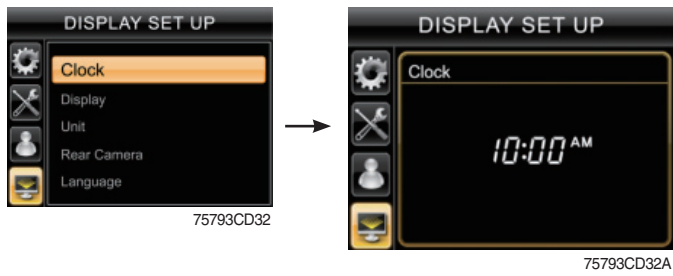 DISPLAY SET UP
Clock
Display
Unit
Rear Camera
Language
75793CD32
DISPLAY SET UP
Clock
10:00 AM
75793CD32A